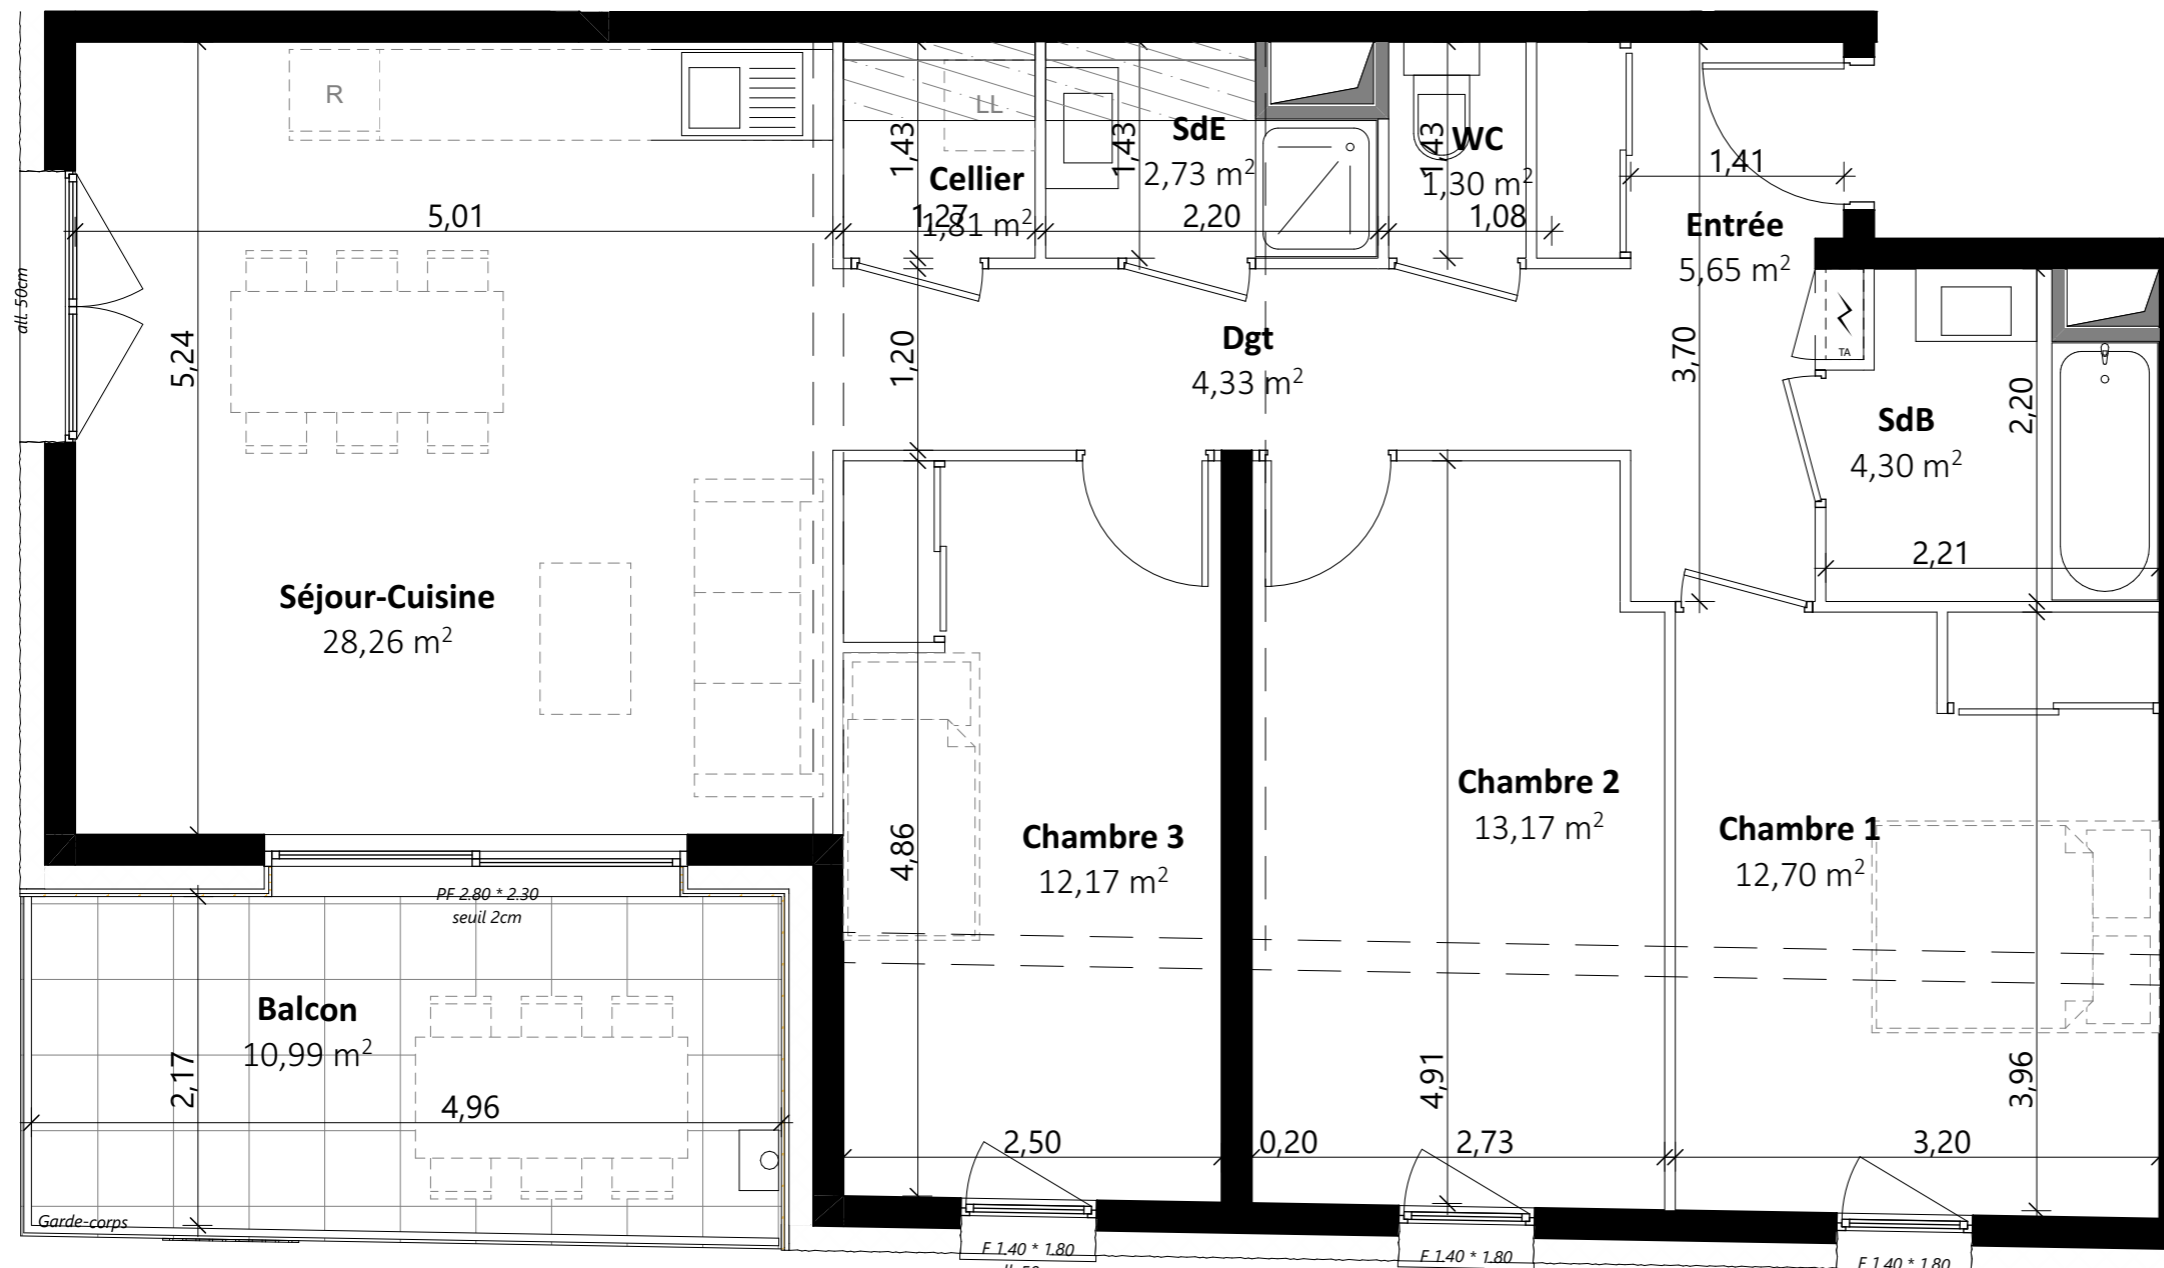 R
LL
1,43
1,43
SdE
2,73 m²
1,43
WC
1,30 m²
1,41
Cellier
1,81 m²
5,01
1,27
2,20
1,08
Entrée
5,65 m²
all. 50cm
5,24
1,20
Dgt
4,33 m²
3,70
TA
2,20
SdB
4,30 m²
2,21
Séjour-Cuisine
28,26 m²
Chambre 2
13,17 m²
Chambre 3
12,17 m²
Chambre 1
12,70 m²
4,86
PF 2.80 * 2.30
seuil 2cm
Balcon
10,99 m²
2,17
4,96
4,91
3,96
2,50
0,20
2,73
3,20
Garde-corps
F 1.40 * 1.80
F 1.40 * 1.80
F 1.40 * 1.80